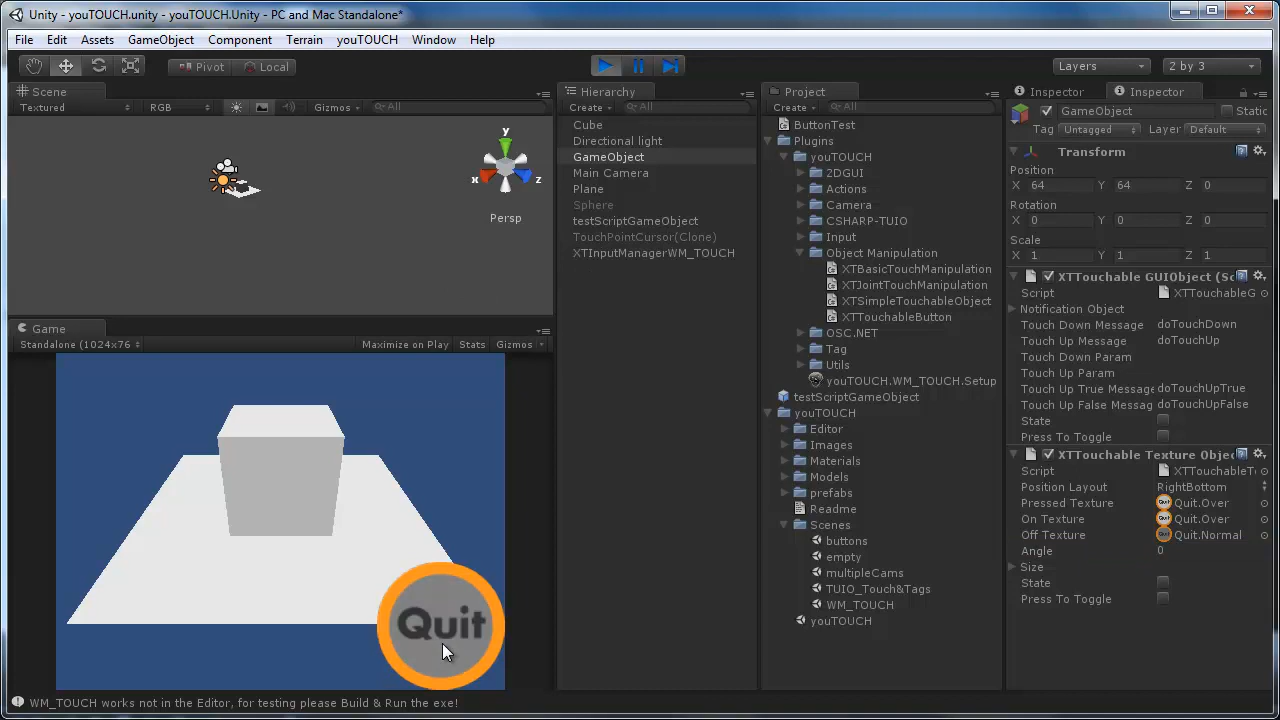 Unity - youTOUCH.unity - youTOUCH.Unity - PC and Mac Standalone*
File Edit Assets GameObject Component Terrain youTOUCH Window Help
Pivot Local Layers 2 by 3
Scene
Textured RGB Gizmos All
y
x
z
Persp
Game
Standalone (1024x76 Maximize on Play Stats Gizmos
Quit
Hierarchy
Create All
Cube
Directional light
GameObject
Main Camera
Plane
Sphere
testScriptGameObject
TouchPointCursor(Clone)
XTInputManagerWM_TOUCH
Project
Create All
ButtonTest
Plugins
youTOUCH
2DGUI
Actions
Camera
CSHARP-TUIO
Input
Object Manipulation
XTBasicTouchManipulation
XTJointTouchManipulation
XTSimpleTouchableObject
XTTouchableButton
OSC.NET
Tag
Utils
youTOUCH.WM_TOUCH.Setup
testScriptGameObject
youTOUCH
Editor
Images
Materials
Models
prefabs
Readme
Scenes
buttons
empty
multipleCams
TUIO_Touch&Tags
WM_TOUCH
youTOUCH
Inspector Inspector
GameObject Static
Tag Untagged Layer Default
Transform
Position
X 64 Y 64 Z 0
Rotation
X 0 Y 0 Z 0
Scale
X 1 Y 1 Z 1
XTTouchable GUIObject (Sc
Script XTTouchableG
Notification Object
Touch Down Message doTouchDown
Touch Up Message doTouchUp
Touch Down Param
Touch Up Param
Touch Up True Message doTouchUpTrue
Touch Up False Messag doTouchUpFalse
State
Press To Toggle
XTTouchable Texture Objec
Script XTTouchableTe
Position Layout RightBottom
Pressed Texture Quit.Over
On Texture Quit.Over
Off Texture Quit.Normal
Angle 0
Size
State
Press To Toggle
WM_TOUCH works not in the Editor, for testing please Build & Run the exe!